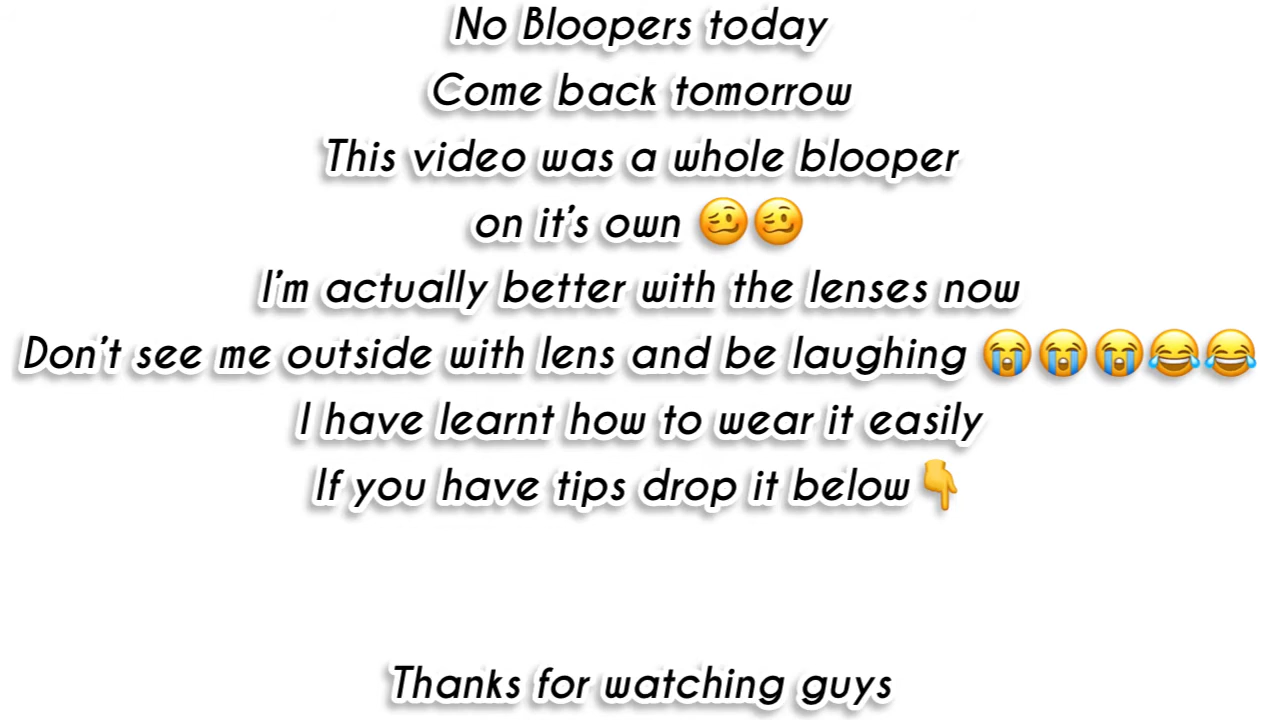 No Bloopers today
Come back tomorrow
This video was a whole blooper
on it's own 🥴🥴
I'm actually better with the lenses now
Don't see me outside with lens and be laughing 😭😭😭😂😂
I have learnt how to wear it easily
If you have tips drop it below👇
Thanks for watching guys